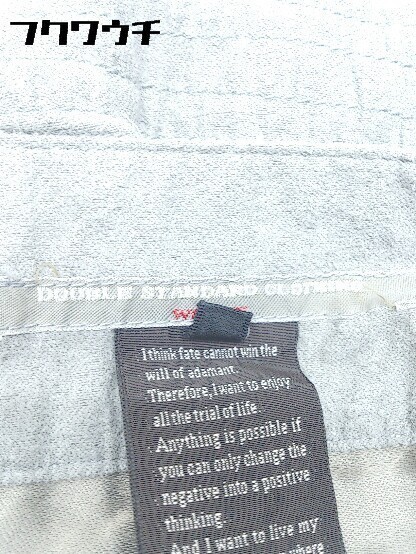 フクワウチ
DOUBLE STANDARD CLOTHING
I think fate cannot win the
will of adamant.
Therefore, I want to enjoy
all the trial of life
Anything is possible if
you can only change the
negative into a positive
thinking.
And I want to live my
where